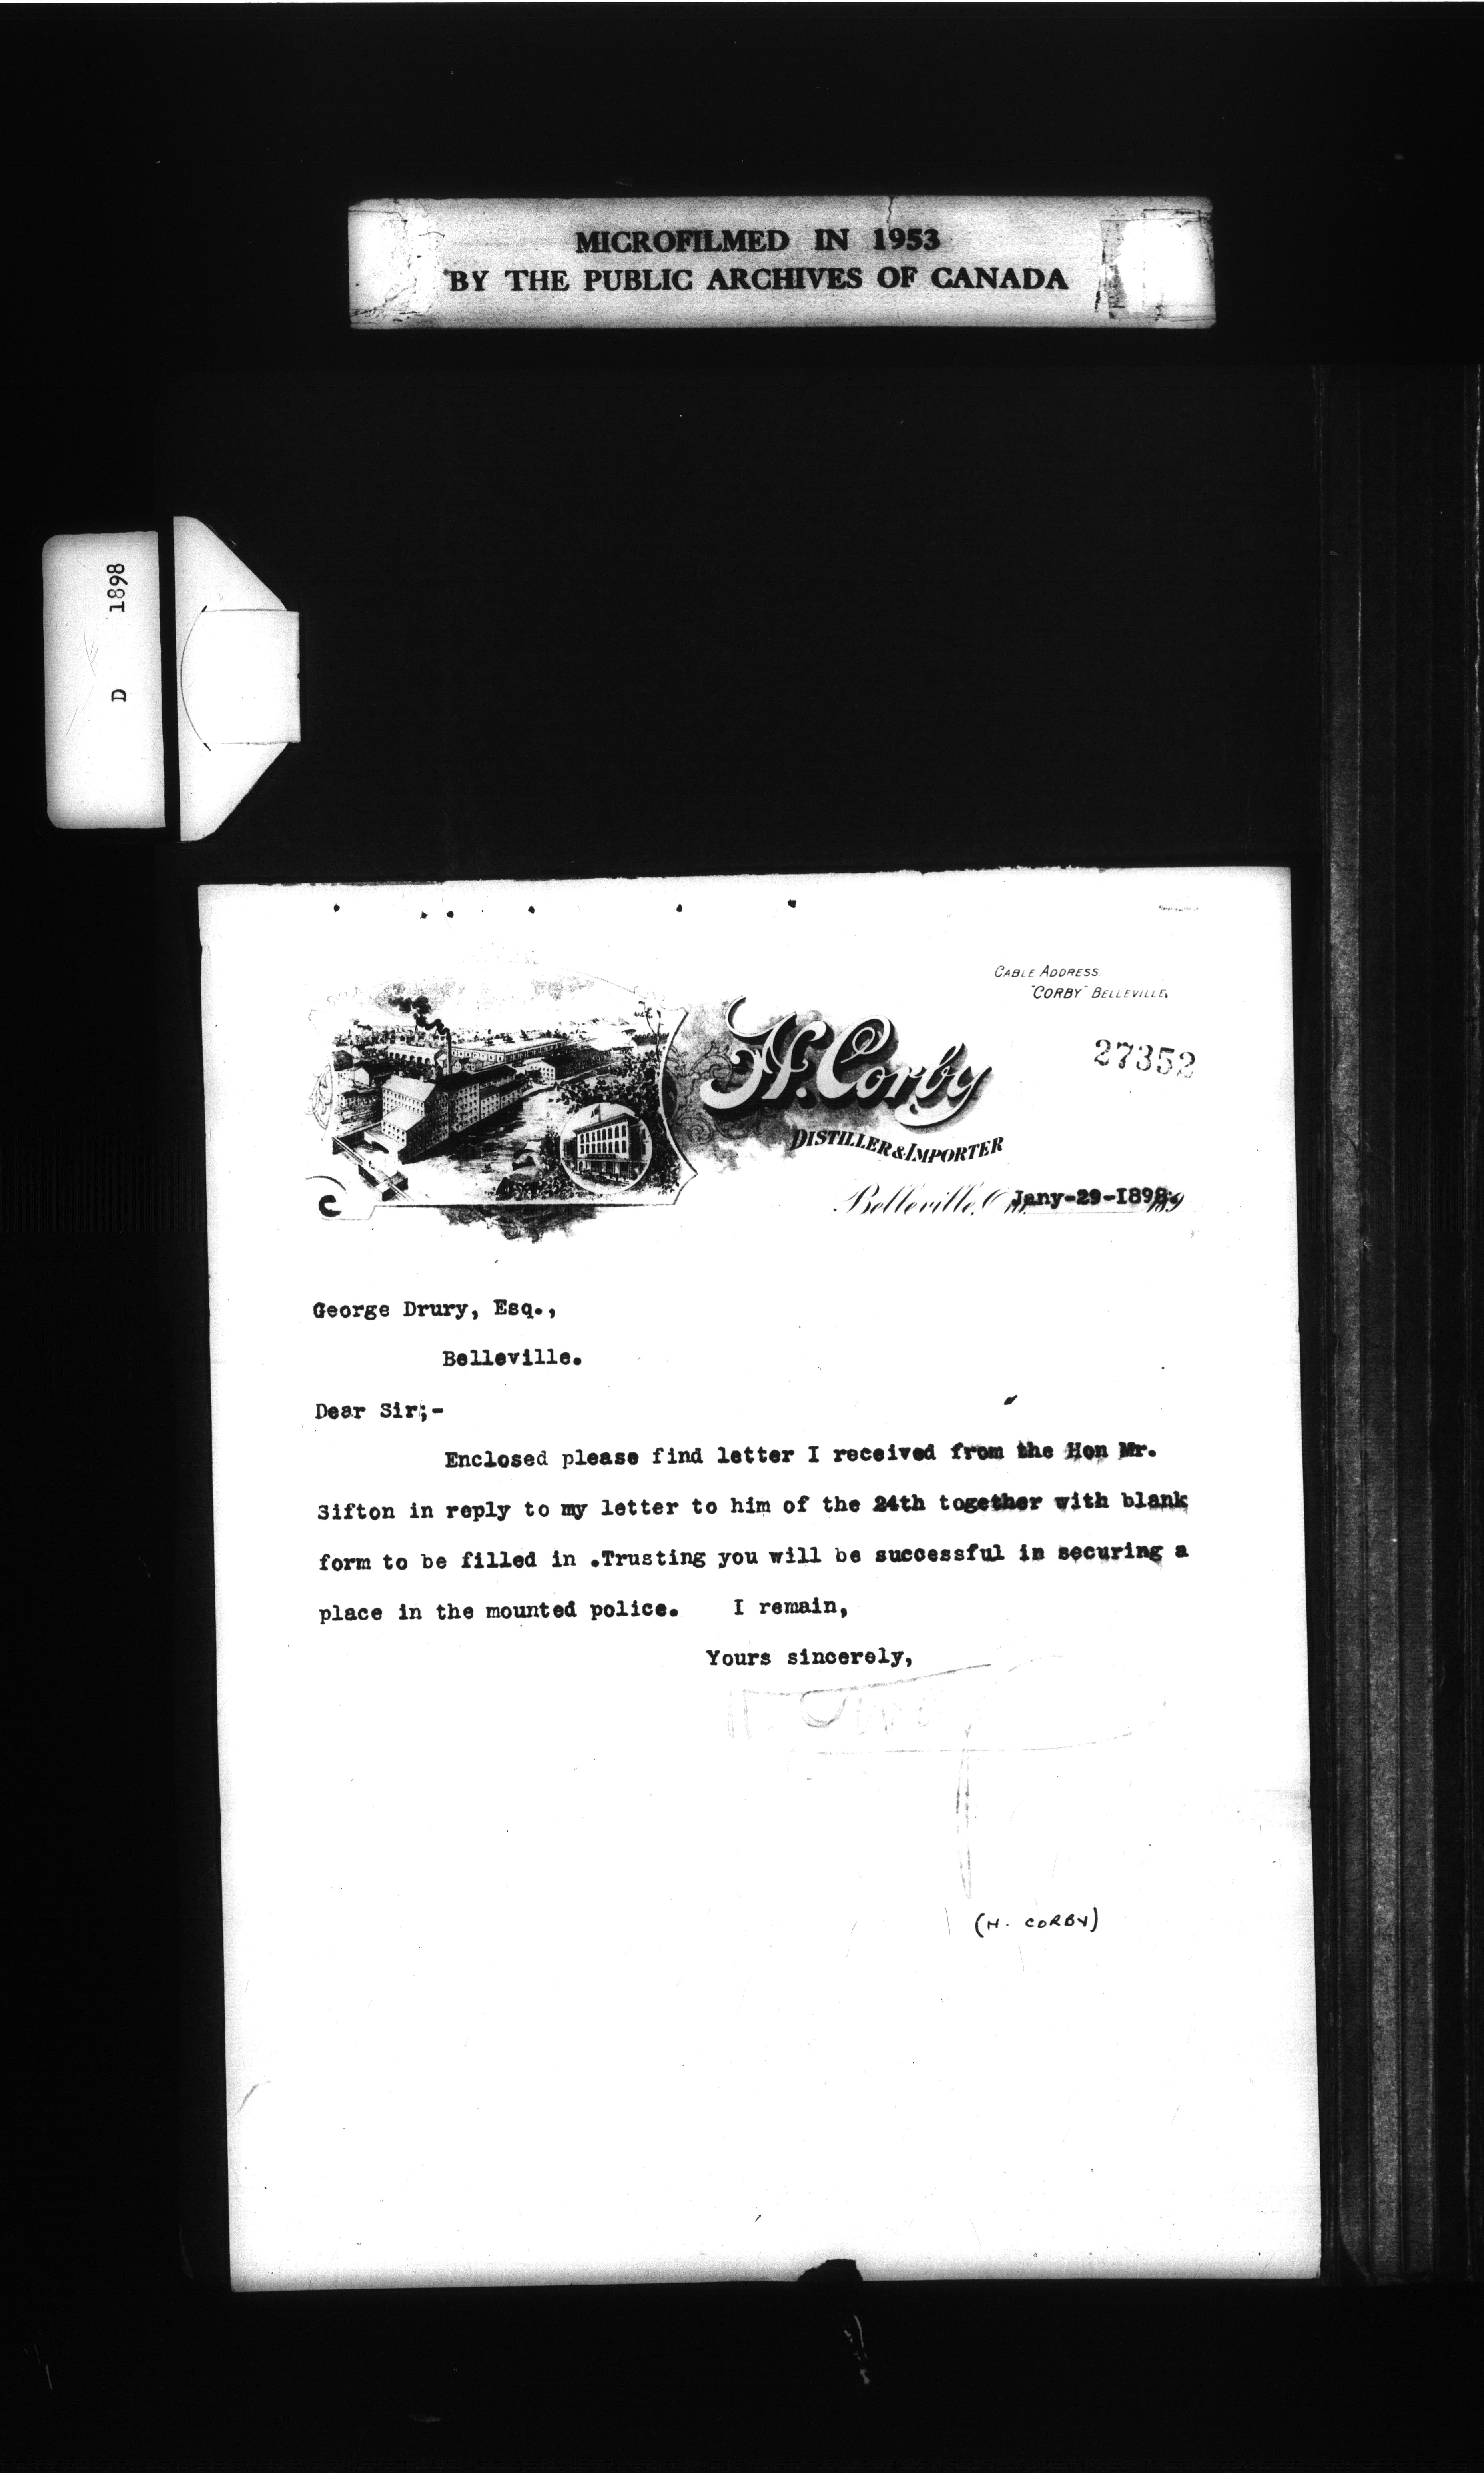 MICROFILMED IN 1953
BY THE PUBLIC ARCHIVES OF CANADA
D 1898
CABLE ADDRESS
"CORBY" BELLEVILLE.
27352
H. Corby
DISTILLER & IMPORTER
Belleville, Ont. Jany-29-1898. 189
George Drury, Esq.,
Belleville.
Dear Sir;-
Enclosed please find letter I received from the Hon Mr.
Sifton in reply to my letter to him of the 24th together with blank
form to be filled in .Trusting you will be successful in securing a
place in the mounted police. I remain,
Yours sincerely,
H. Corby
(H. CORBY)